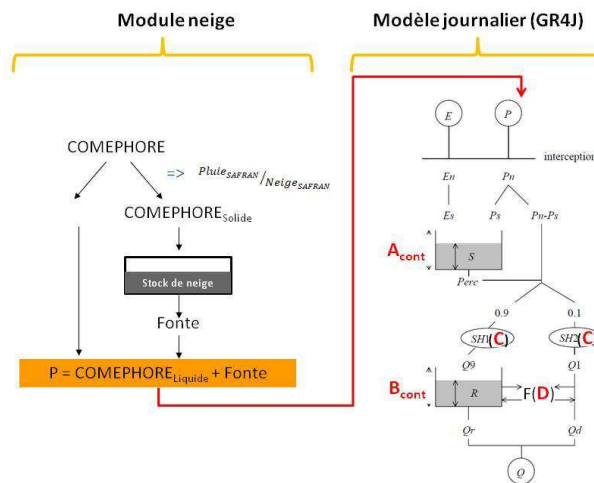 Module neige
Modèle journalier (GR4J)
COMEPHORE
=> Pluie_SAFRAN/Neige_SAFRAN
COMEPHORE_Solide
Stock de neige
Fonte
P = COMEPHORE_Liquide + Fonte
E P
interception
En Pn
Es Ps Pn-Ps
A_cont S
Perc
0.9 0.1
SH1(C) SH2(C)
Q9 Q1
B_cont R F(D)
Qr Qd
Q